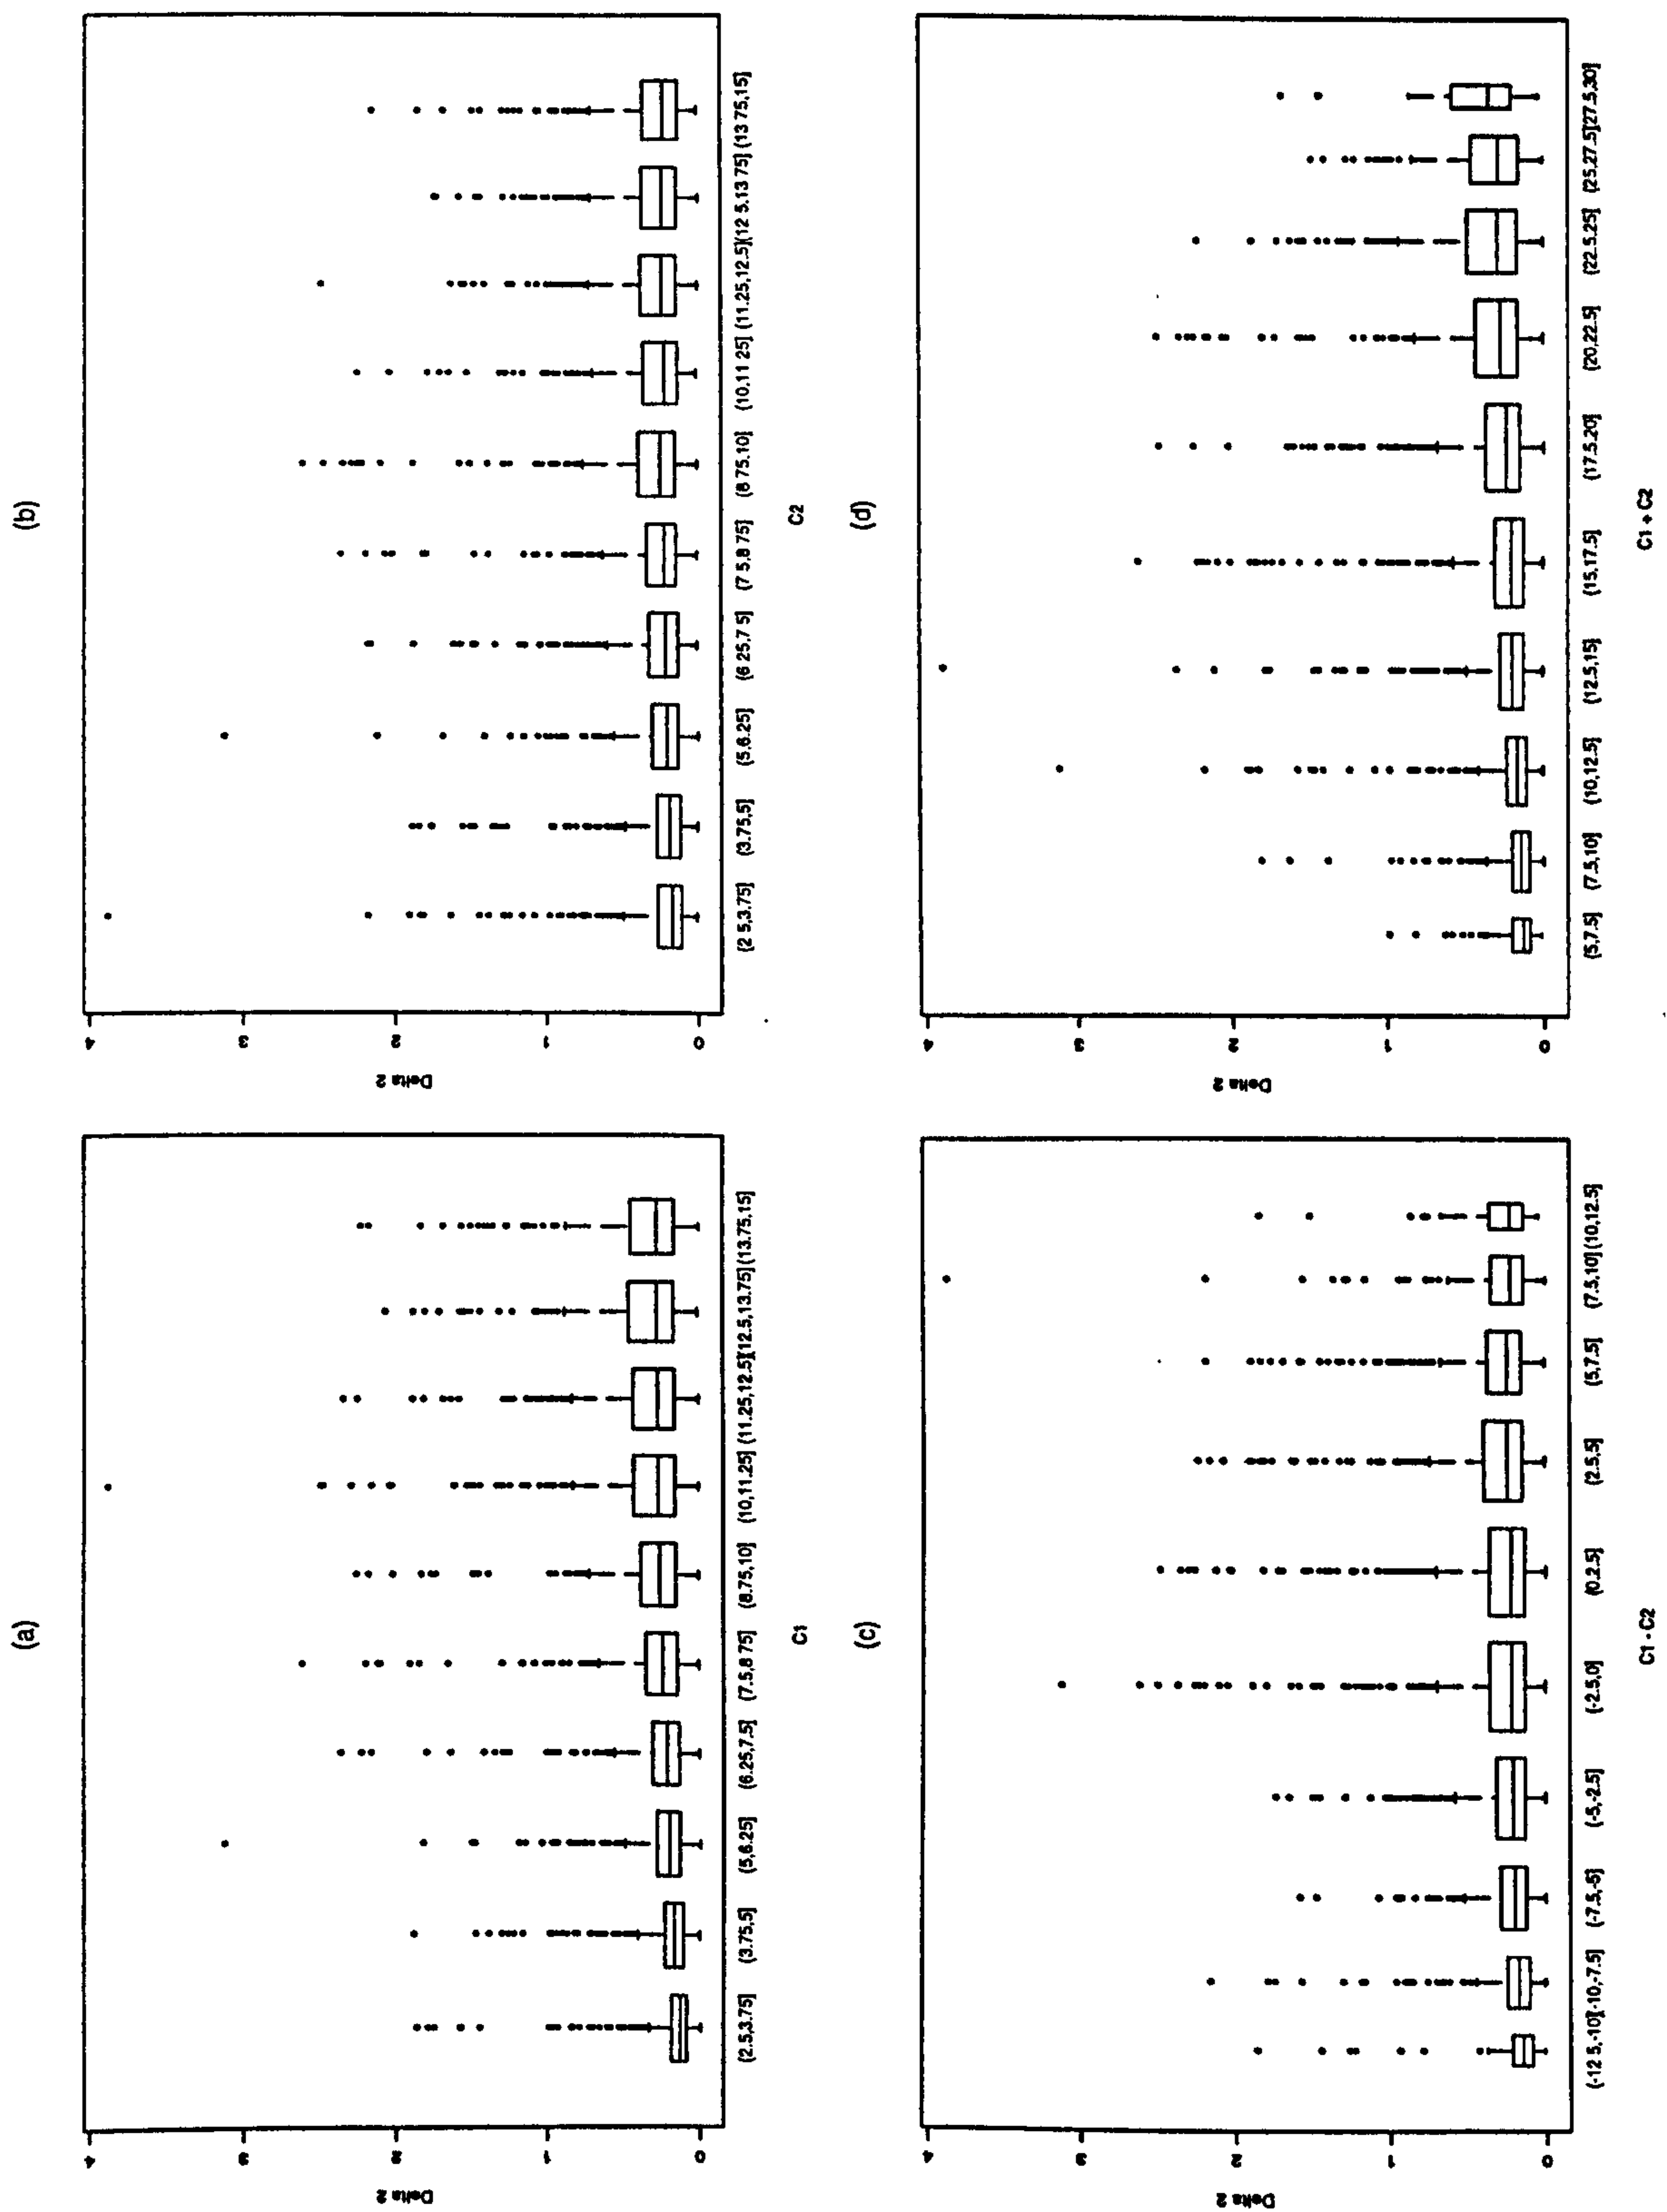 (a)
4
3
2
1
0
Delta 2
(2.5,3.75] (3.75,5] (5,6.25] (6.25,7.5] (7.5,8 75] (8.75,10] (10,11.25] (11.25,12.5](12.5,13.75] (13.75,15]
C1
(b)
4
3
2
1
0
Delta 2
(2 5,3.75] (3.75,5] (5,6.25] (6 25,7 5] (7 5,8 75] (8 75,10] (10,11 25] (11.25,12.5](12 5,13 75] (13 75,15]
C2
(c)
4
3
2
1
0
Delta 2
(-12 5,-10](-10,-7.5] (-7.5,-5] (-5,-2.5] (-2.5,0] (0,2.5] (2.5,5] (5,7.5] (7.5,10] (10,12.5]
C1 - C2
(d)
4
3
2
1
0
Delta 2
(5,7.5] (7.5,10] (10,12.5] (12.5,15] (15,17.5] (17.5,20] (20,22.5] (22.5,25] (25,27.5](27.5,30]
C1 + C2